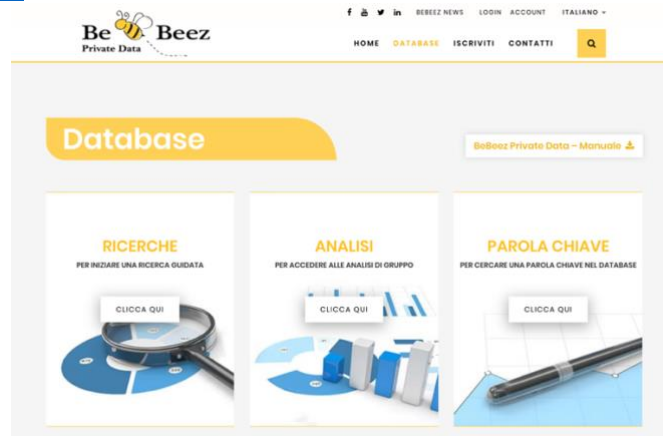 Be Beez
Private Data
BEBEEZ NEWS LOGIN ACCOUNT ITALIANO
HOME DATABASE ISCRIVITI CONTATTI
Database
BeBeez Private Data – Manuale
RICERCHE
PER INIZIARE UNA RICERCA GUIDATA
CLICCA QUI
ANALISI
PER ACCEDERE ALLE ANALISI DI GRUPPO
CLICCA QUI
PAROLA CHIAVE
PER CERCARE UNA PAROLA CHIAVE NEL DATABASE
CLICCA QUI